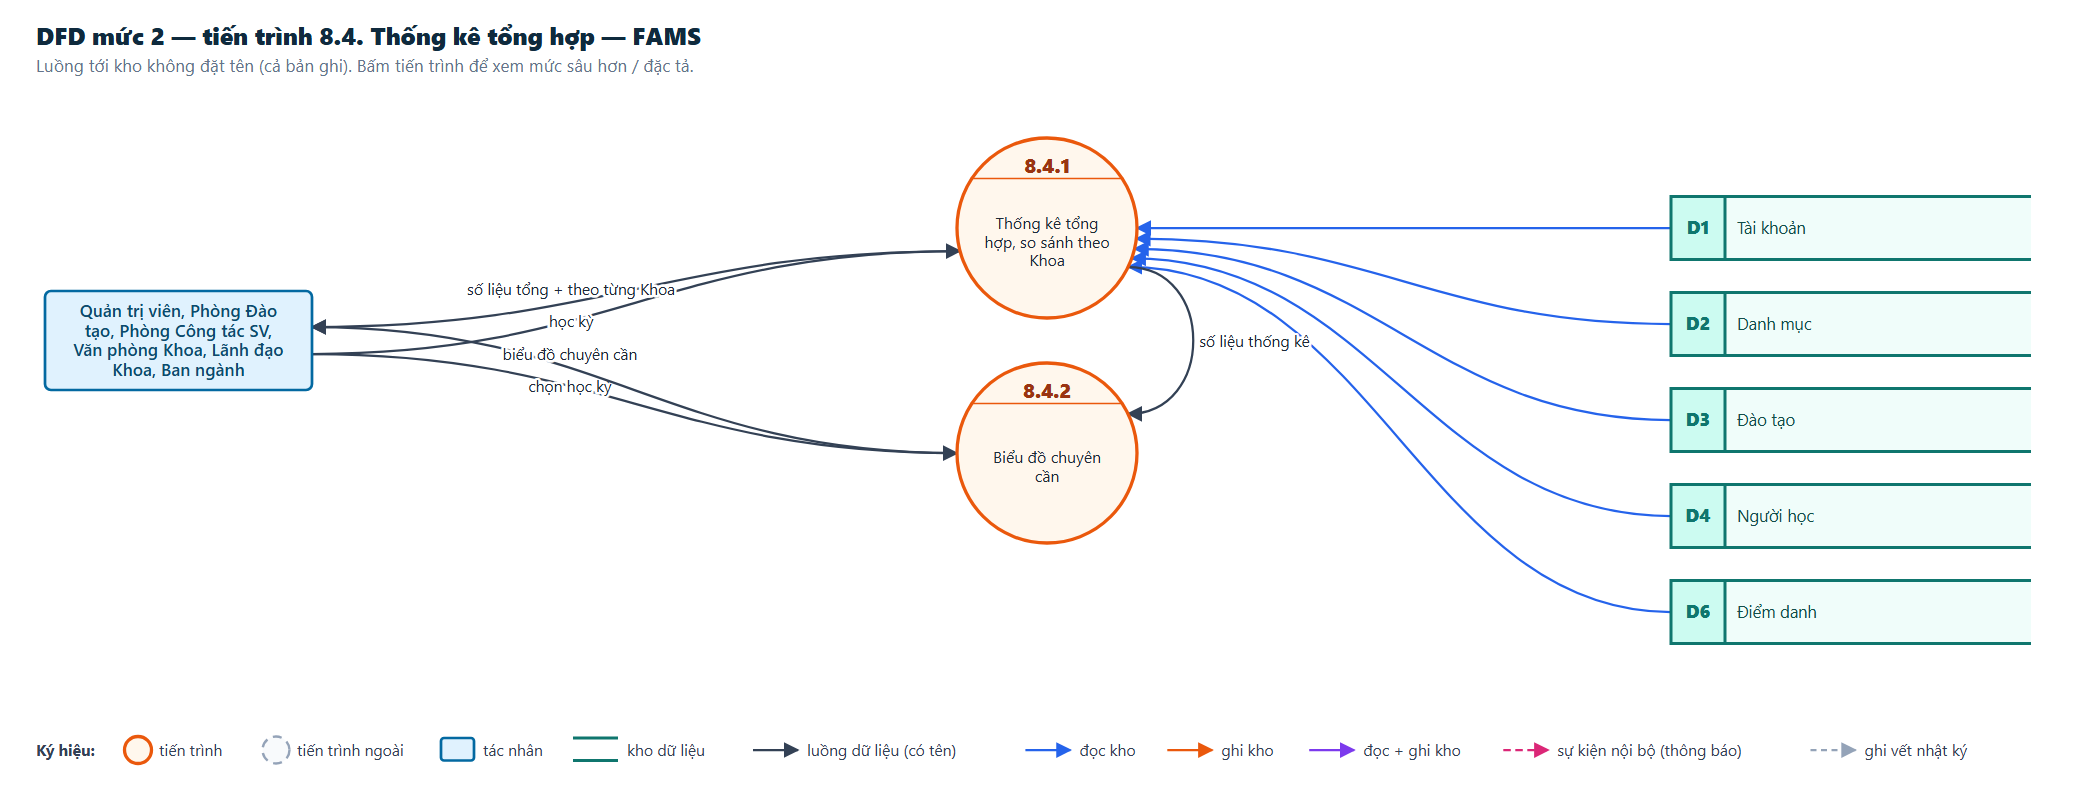 DFD mức 2 — tiến trình 8.4. Thống kê tổng hợp — FAMS
Luồng tới kho không đặt tên (cả bản ghi). Bấm tiến trình để xem mức sâu hơn / đặc tả.
8.4.1
Thống kê tổng
hợp, so sánh theo
Khoa
D1 Tài khoản
số liệu tổng + theo từng Khoa
học kỳ
Quản trị viên, Phòng Đào
tạo, Phòng Công tác SV,
Văn phòng Khoa, Lãnh đạo
Khoa, Ban ngành
D2 Danh mục
số liệu thống kê
biểu đồ chuyên cần
chọn học kỳ
8.4.2
Biểu đồ chuyên
cần
D3 Đào tạo
D4 Người học
D6 Điểm danh
Ký hiệu: tiến trình tiến trình ngoài tác nhân kho dữ liệu luồng dữ liệu (có tên) đọc kho ghi kho đọc + ghi kho sự kiện nội bộ (thông báo) ghi vết nhật ký